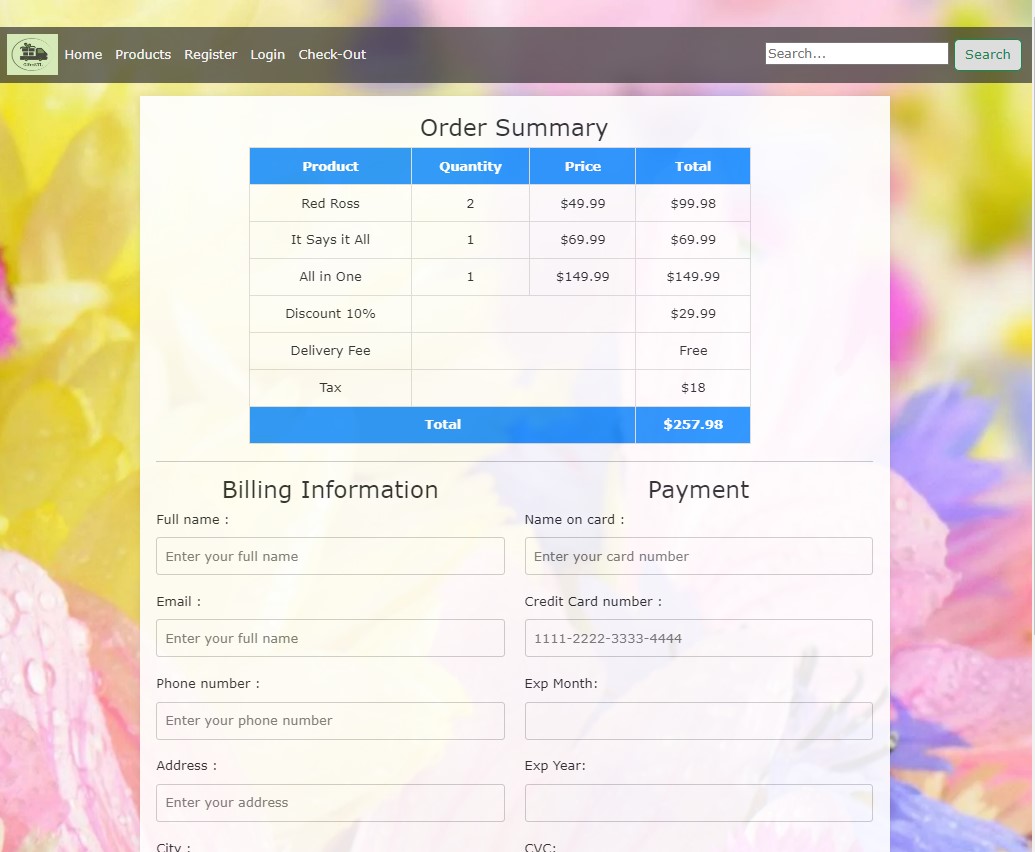 Home Products Register Login Check-Out Search... Search
Order Summary
Product Quantity Price Total
Red Ross 2 $49.99 $99.98
It Says it All 1 $69.99 $69.99
All in One 1 $149.99 $149.99
Discount 10% $29.99
Delivery Fee Free
Tax $18
Total $257.98
Billing Information
Full name :
Enter your full name
Email :
Enter your full name
Phone number :
Enter your phone number
Address :
Enter your address
City :
Payment
Name on card :
Enter your card number
Credit Card number :
1111-2222-3333-4444
Exp Month:
Exp Year:
CVC: